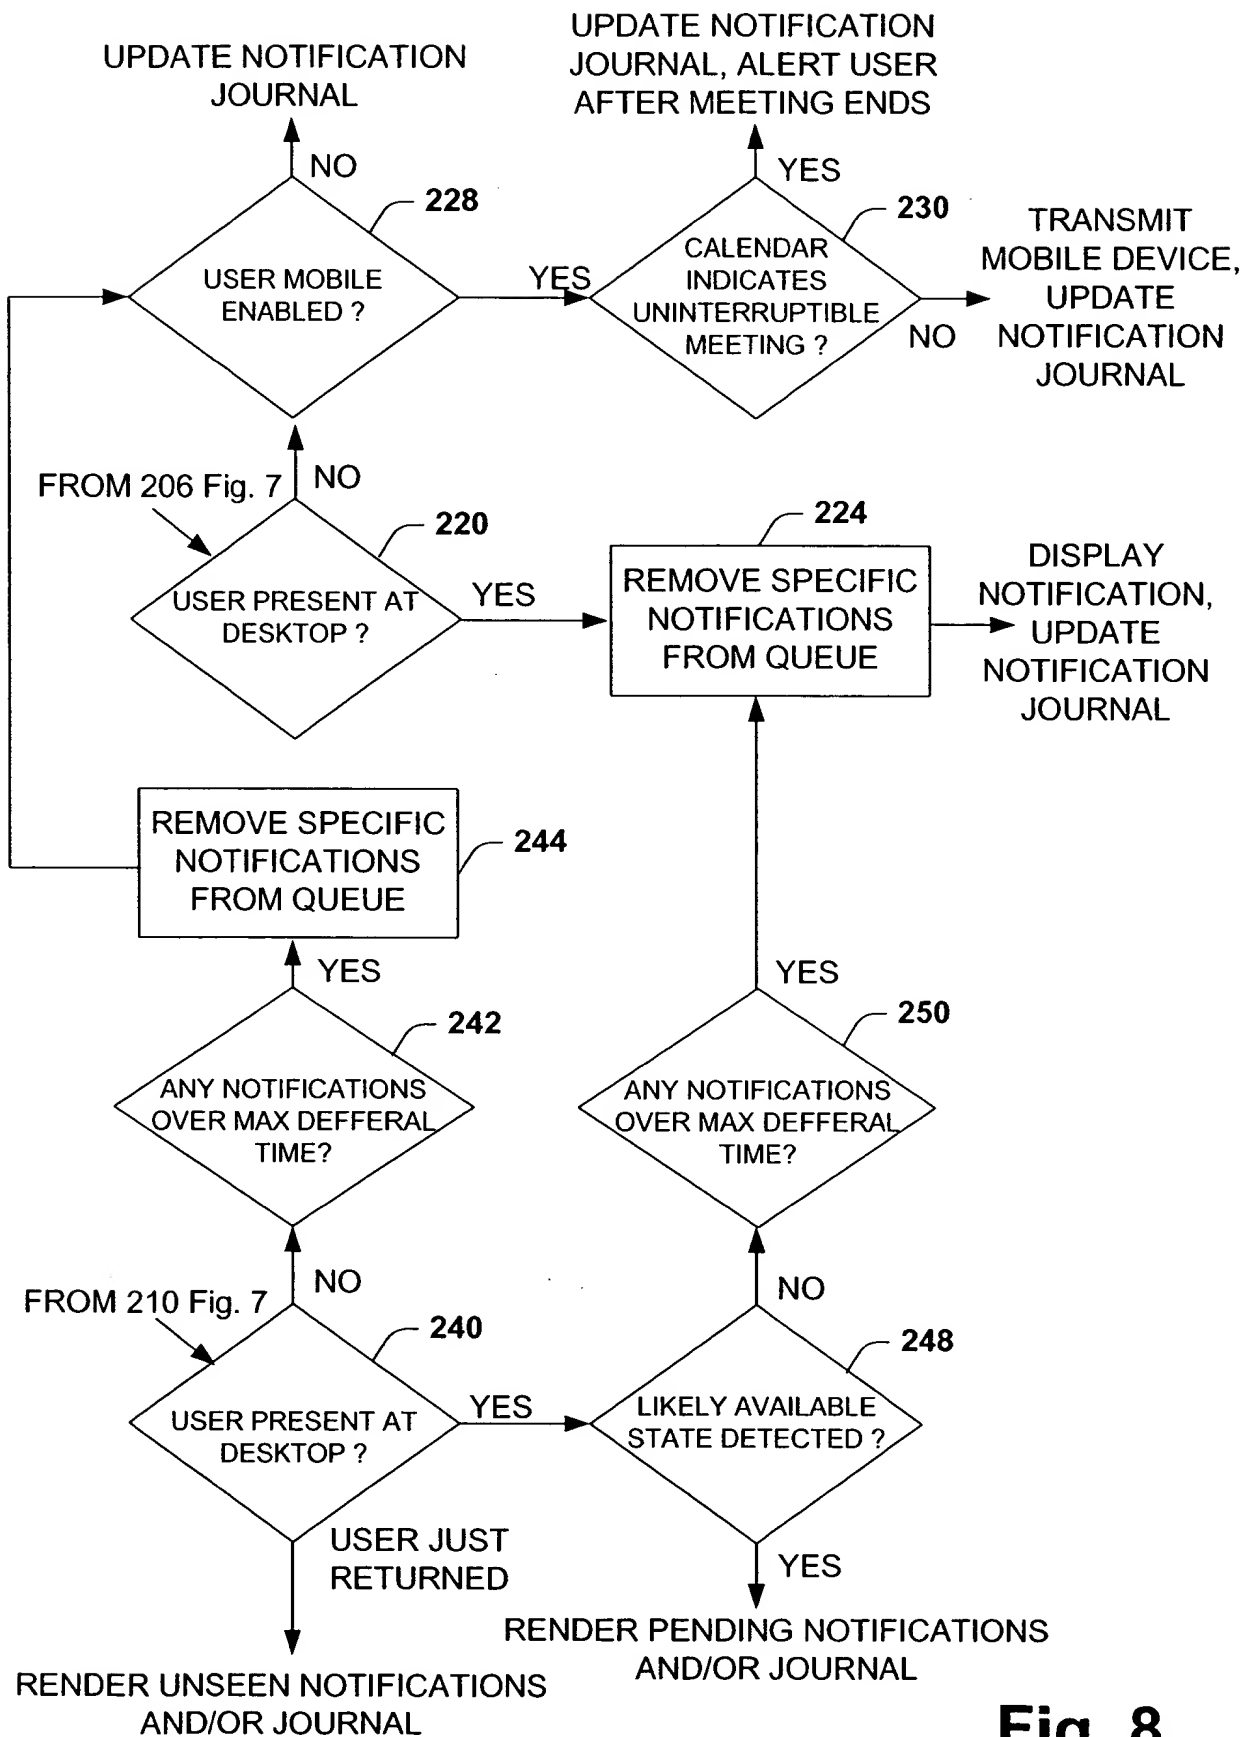 UPDATE NOTIFICATION
JOURNAL
UPDATE NOTIFICATION
JOURNAL, ALERT USER
AFTER MEETING ENDS
NO
YES
228
230
USER MOBILE
ENABLED ?
YES
CALENDAR
INDICATES
UNINTERRUPTIBLE
MEETING ?
NO
TRANSMIT
MOBILE DEVICE,
UPDATE
NOTIFICATION
JOURNAL
FROM 206 Fig. 7
NO
220
USER PRESENT AT
DESKTOP ?
YES
224
REMOVE SPECIFIC
NOTIFICATIONS
FROM QUEUE
DISPLAY
NOTIFICATION,
UPDATE
NOTIFICATION
JOURNAL
REMOVE SPECIFIC
NOTIFICATIONS
FROM QUEUE
244
YES
YES
242
250
ANY NOTIFICATIONS
OVER MAX DEFFERAL
TIME?
ANY NOTIFICATIONS
OVER MAX DEFFERAL
TIME?
FROM 210 Fig. 7
NO
NO
240
248
USER PRESENT AT
DESKTOP ?
YES
LIKELY AVAILABLE
STATE DETECTED ?
USER JUST
RETURNED
YES
RENDER PENDING NOTIFICATIONS
AND/OR JOURNAL
RENDER UNSEEN NOTIFICATIONS
AND/OR JOURNAL
Fig. 8